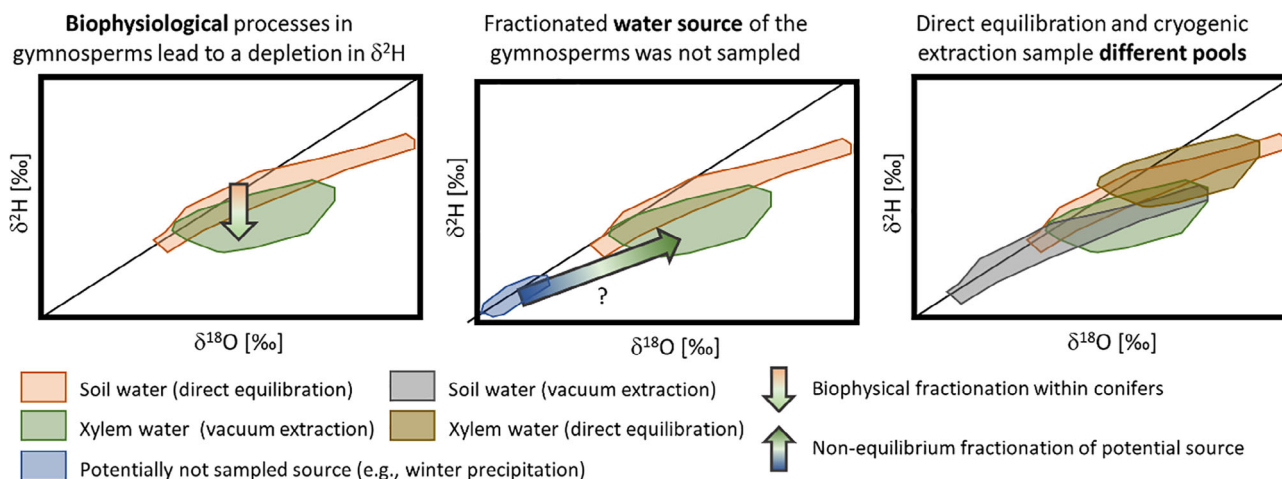 Biophysiological processes in
gymnosperms lead to a depletion in δ²H
Fractionated water source of the
gymnosperms was not sampled
Direct equilibration and cryogenic
extraction sample different pools
δ²H [‰]
δ¹⁸O [‰]
δ²H [‰]
?
δ¹⁸O [‰]
δ²H [‰]
δ¹⁸O [‰]
Soil water (direct equilibration)
Soil water (vacuum extraction)
Biophysical fractionation within conifers
Xylem water (vacuum extraction)
Xylem water (direct equilibration)
Non-equilibrium fractionation of potential source
Potentially not sampled source (e.g., winter precipitation)